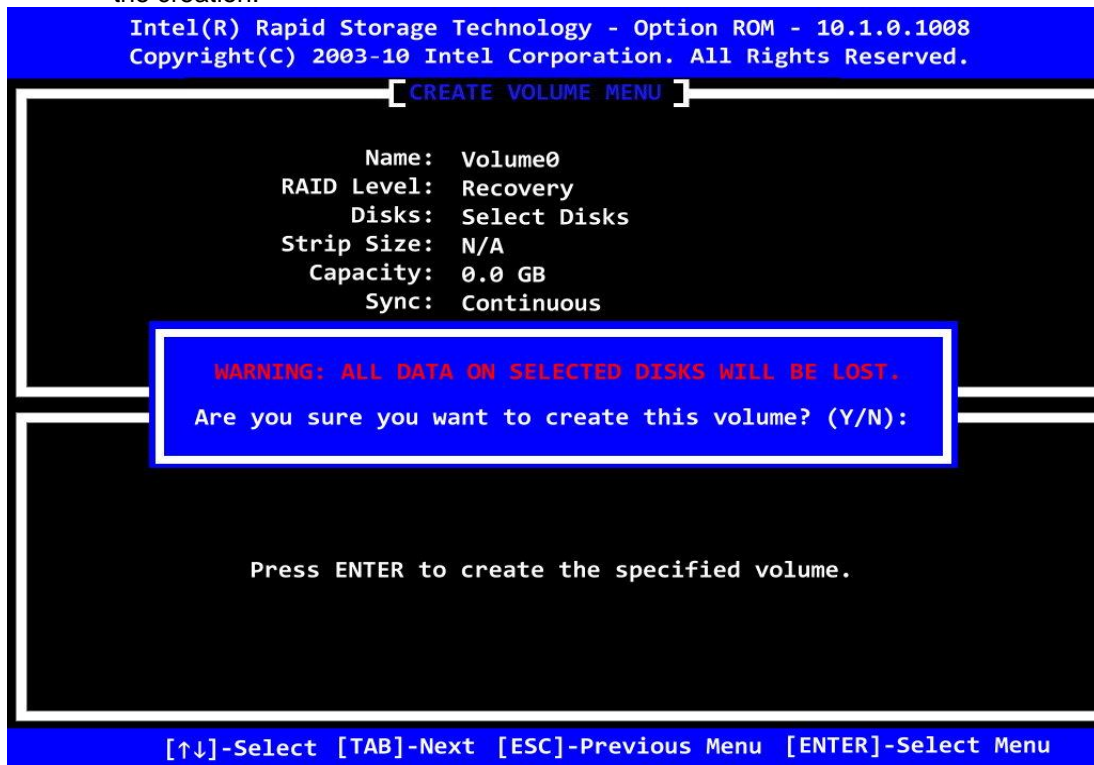 the creation.
Intel(R) Rapid Storage Technology - Option ROM - 10.1.0.1008
Copyright(C) 2003-10 Intel Corporation. All Rights Reserved.
[ CREATE VOLUME MENU ]
Name: Volume0
RAID Level: Recovery
Disks: Select Disks
Strip Size: N/A
Capacity: 0.0 GB
Sync: Continuous
WARNING: ALL DATA ON SELECTED DISKS WILL BE LOST.
Are you sure you want to create this volume? (Y/N):
Press ENTER to create the specified volume.
[↑↓]-Select [TAB]-Next [ESC]-Previous Menu [ENTER]-Select Menu